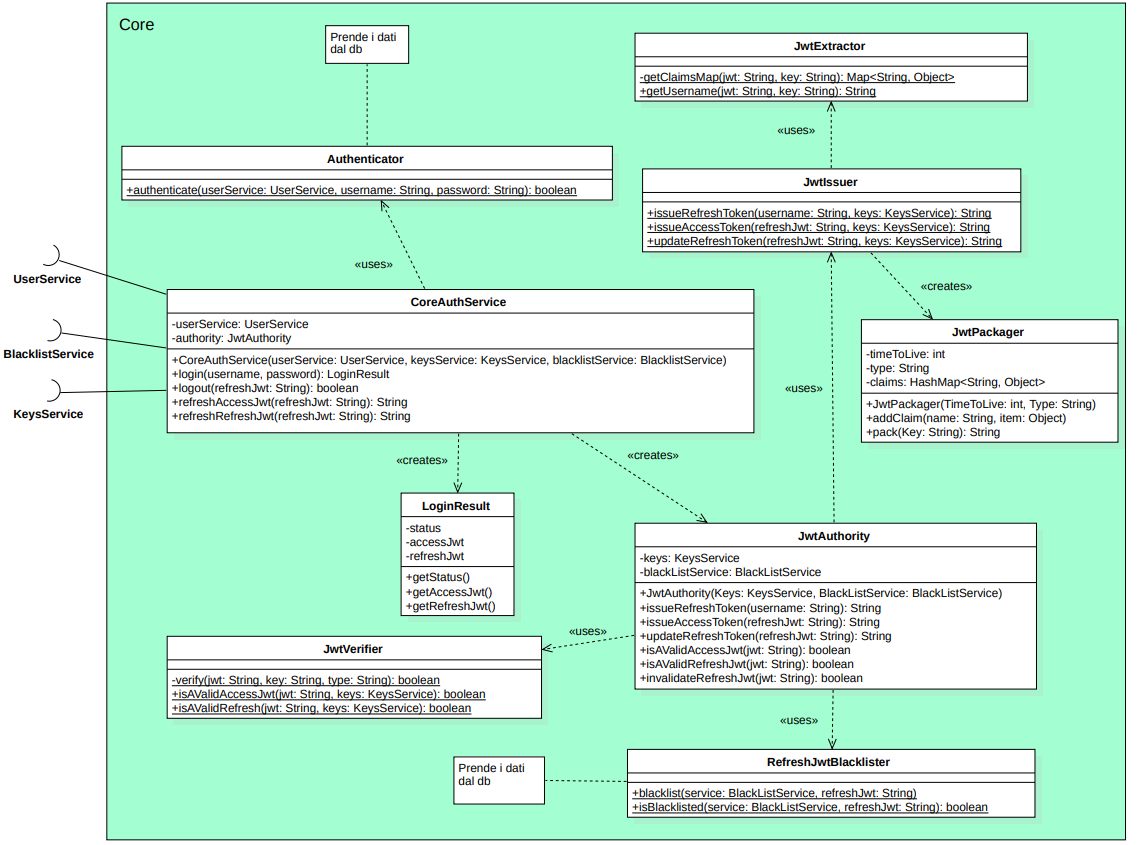 Core
Prende i dati
dal db
JwtExtractor
-getClaimsMap(jwt: String, key: String): Map<String, Object>
+getUsername(jwt: String, key: String): String
«uses»
Authenticator
+authenticate(userService: UserService, username: String, password: String): boolean
JwtIssuer
+issueRefreshToken(username: String, keys: KeysService): String
+issueAccessToken(refreshJwt: String, keys: KeysService): String
+updateRefreshToken(refreshJwt: String, keys: KeysService): String
«uses»
«creates»
UserService
BlacklistService
KeysService
CoreAuthService
-userService: UserService
-authority: JwtAuthority
+CoreAuthService(userService: UserService, keysService: KeysService, blacklistService: BlacklistService)
+login(username, password): LoginResult
+logout(refreshJwt: String): boolean
+refreshAccessJwt(refreshJwt: String): String
+refreshRefreshJwt(refreshJwt: String): String
JwtPackager
-timeToLive: int
-type: String
-claims: HashMap<String, Object>
+JwtPackager(TimeToLive: int, Type: String)
+addClaim(name: String, item: Object)
+pack(Key: String): String
«uses»
«creates»
«creates»
LoginResult
-status
-accessJwt
-refreshJwt
+getStatus()
+getAccessJwt()
+getRefreshJwt()
JwtAuthority
-keys: KeysService
-blackListService: BlackListService
+JwtAuthority(Keys: KeysService, BlackListService: BlackListService)
+issueRefreshToken(username: String): String
+issueAccessToken(refreshJwt: String): String
+updateRefreshToken(refreshJwt: String): String
+isAValidAccessJwt(jwt: String): boolean
+isAValidRefreshJwt(jwt: String): boolean
+invalidateRefreshJwt(jwt: String): boolean
«uses»
JwtVerifier
-verify(jwt: String, key: String, type: String): boolean
+isAValidAccessJwt(jwt: String, keys: KeysService): boolean
+isAValidRefresh(jwt: String, keys: KeysService): boolean
«uses»
Prende i dati
dal db
RefreshJwtBlacklister
+blacklist(service: BlackListService, refreshJwt: String)
+isBlacklisted(service: BlackListService, refreshJwt: String): boolean